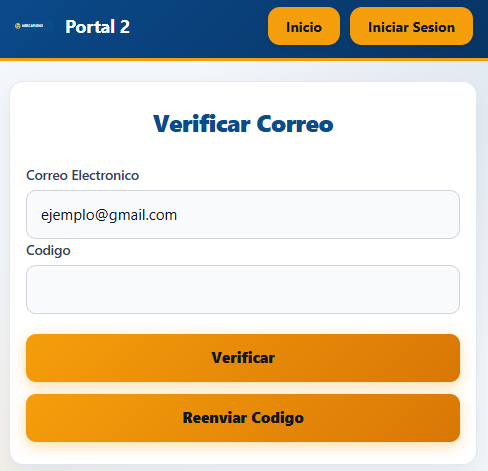 Portal 2
Inicio
Iniciar Sesion
Verificar Correo
Correo Electronico
ejemplo@gmail.com
Codigo
Verificar
Reenviar Codigo